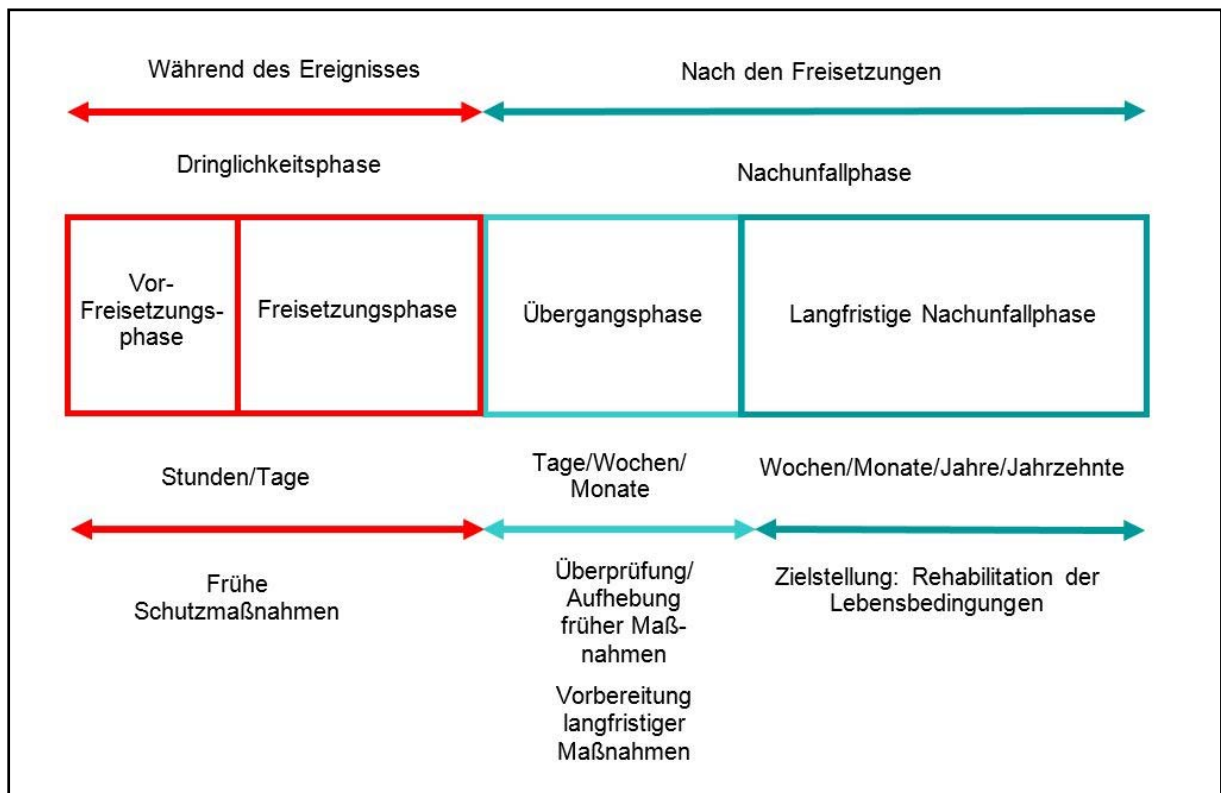 Während des Ereignisses
Nach den Freisetzungen
Dringlichkeitsphase
Nachunfallphase
Vor-
Freisetzungs-
phase
Freisetzungsphase
Übergangsphase
Langfristige Nachunfallphase
Stunden/Tage
Tage/Wochen/
Monate
Wochen/Monate/Jahre/Jahrzehnte
Frühe
Schutzmaßnahmen
Überprüfung/
Aufhebung
früher Maß-
nahmen
Vorbereitung
langfristiger
Maßnahmen
Zielstellung: Rehabilitation der
Lebensbedingungen